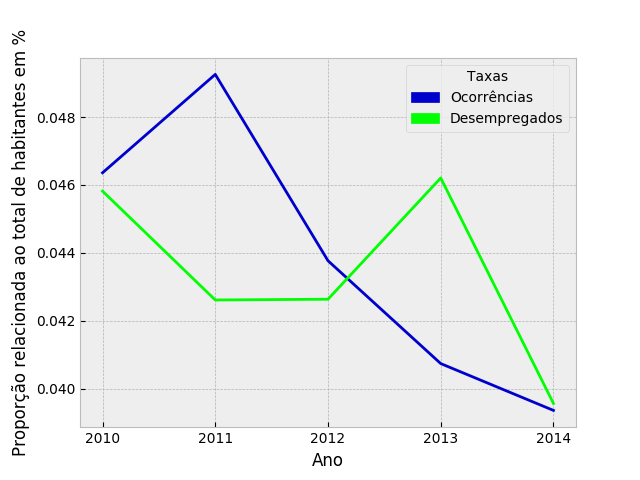 Proporção relacionada ao total de habitantes em %
Taxas
Ocorrências
Desempregados
0.048
0.046
0.044
0.042
0.040
2010 2011 2012 2013 2014
Ano